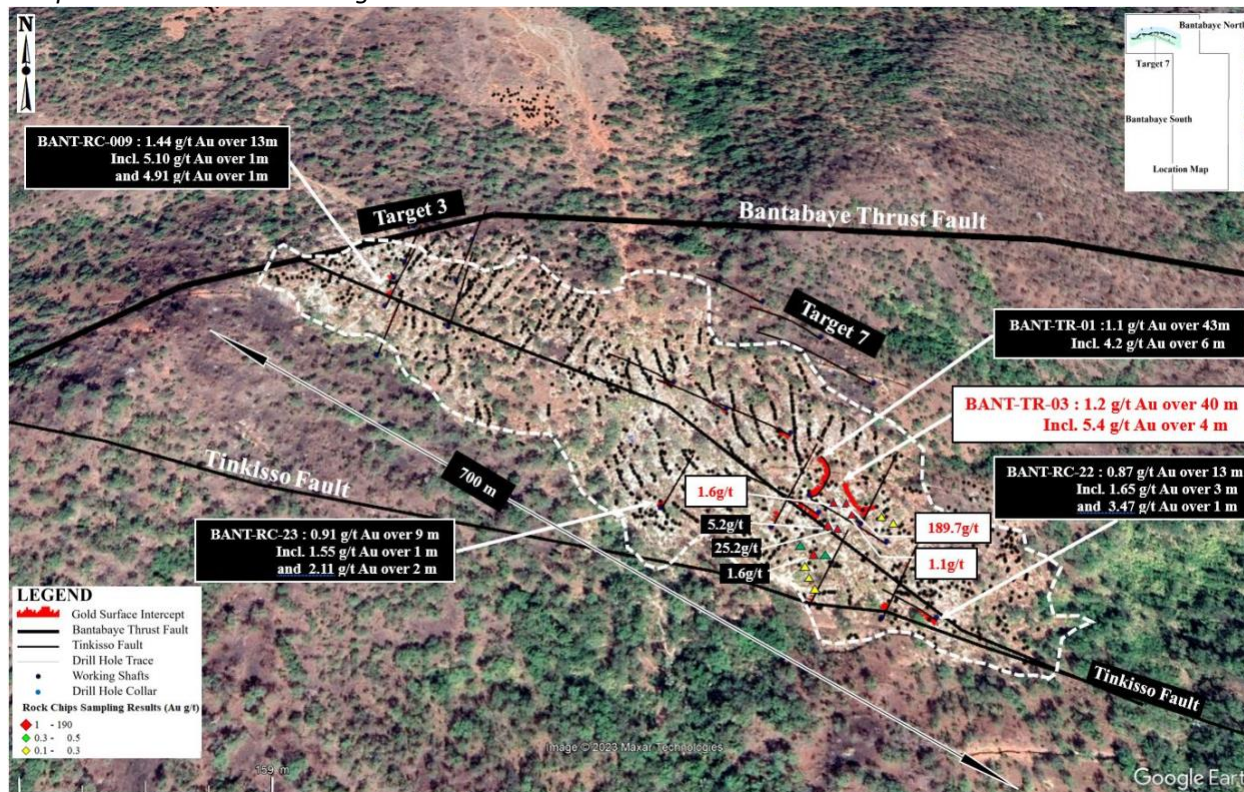 N
Bantabaye North
Target 7
Bantabaye South
Location Map
BANT-RC-009 : 1.44 g/t Au over 13m
Incl. 5.10 g/t Au over 1m
and 4.91 g/t Au over 1m
Target 3
Bantabaye Thrust Fault
Target 7
BANT-TR-01 :1.1 g/t Au over 43m
Incl. 4.2 g/t Au over 6 m
BANT-TR-03 : 1.2 g/t Au over 40 m
Incl. 5.4 g/t Au over 4 m
Tinkisso Fault
700 m
BANT-RC-22 : 0.87 g/t Au over 13 m
Incl. 1.65 g/t Au over 3 m
and 3.47 g/t Au over 1 m
1.6g/t
5.2g/t
25.2g/t
1.6g/t
189.7g/t
1.1g/t
BANT-RC-23 : 0.91 g/t Au over 9 m
Incl. 1.55 g/t Au over 1 m
and 2.11 g/t Au over 2 m
LEGEND
Gold Surface Intercept
Bantabaye Thrust Fault
Tinkisso Fault
Drill Hole Trace
Working Shafts
Drill Hole Collar
Rock Chips Sampling Results (Au g/t)
1 - 190
0.3 - 0.5
0.1 - 0.3
Tinkisso Fault
Image © 2023 Maxar Technologies
159 m
Google Eart